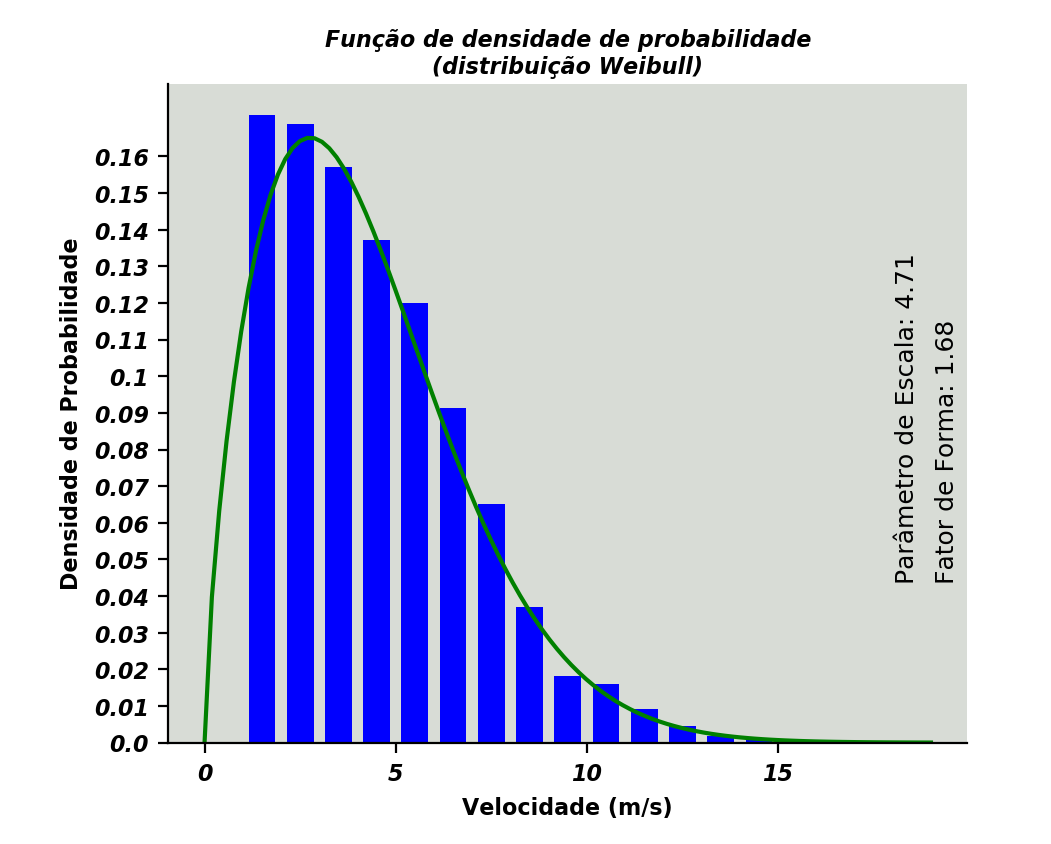 Função de densidade de probabilidade
(distribuição Weibull)
Densidade de Probabilidade
0.16
0.15
0.14
0.13
0.12
0.11
0.1
0.09
0.08
0.07
0.06
0.05
0.04
0.03
0.02
0.01
0.0
Parâmetro de Escala: 4.71
Fator de Forma: 1.68
0 5 10 15
Velocidade (m/s)